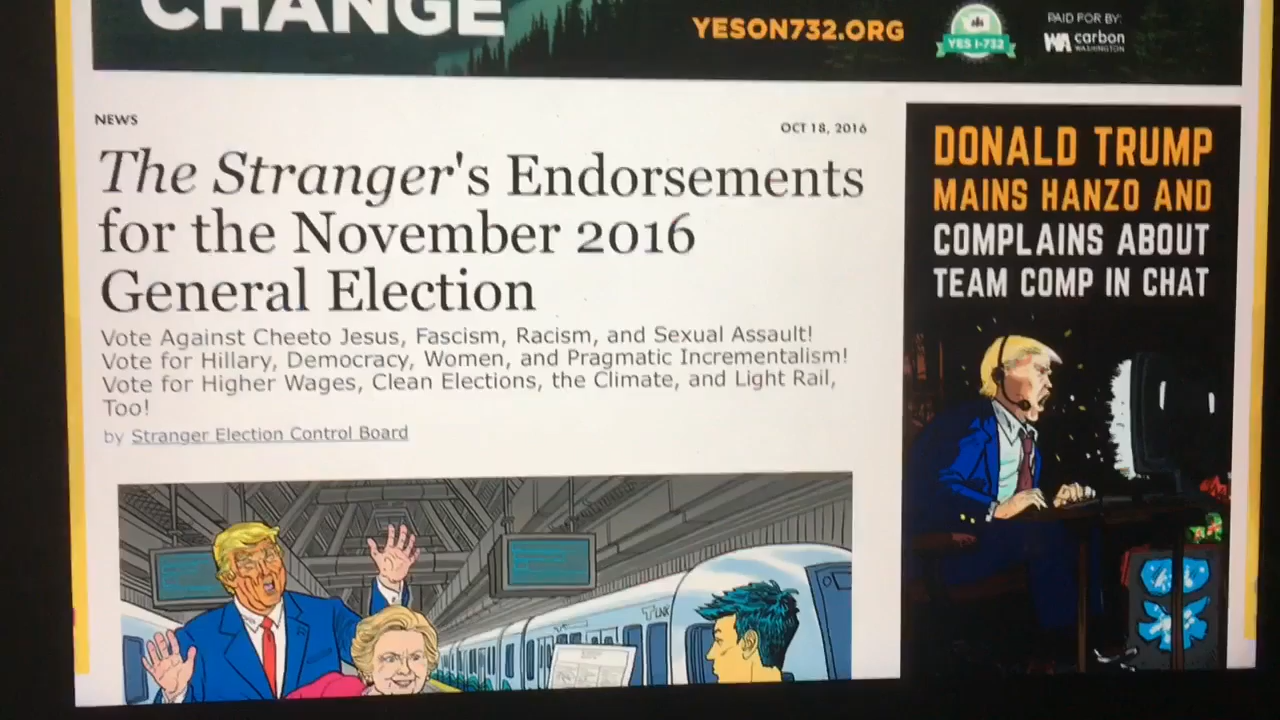 CHANGE
YESON732.ORG
YES I-732
PAID FOR BY:
WA carbon
WASHINGTON
NEWS
OCT 18, 2016
The Stranger's Endorsements
for the November 2016
General Election
Vote Against Cheeto Jesus, Fascism, Racism, and Sexual Assault!
Vote for Hillary, Democracy, Women, and Pragmatic Incrementalism!
Vote for Higher Wages, Clean Elections, the Climate, and Light Rail,
Too!
by Stranger Election Control Board
DONALD TRUMP
MAINS HANZO AND
COMPLAINS ABOUT
TEAM COMP IN CHAT